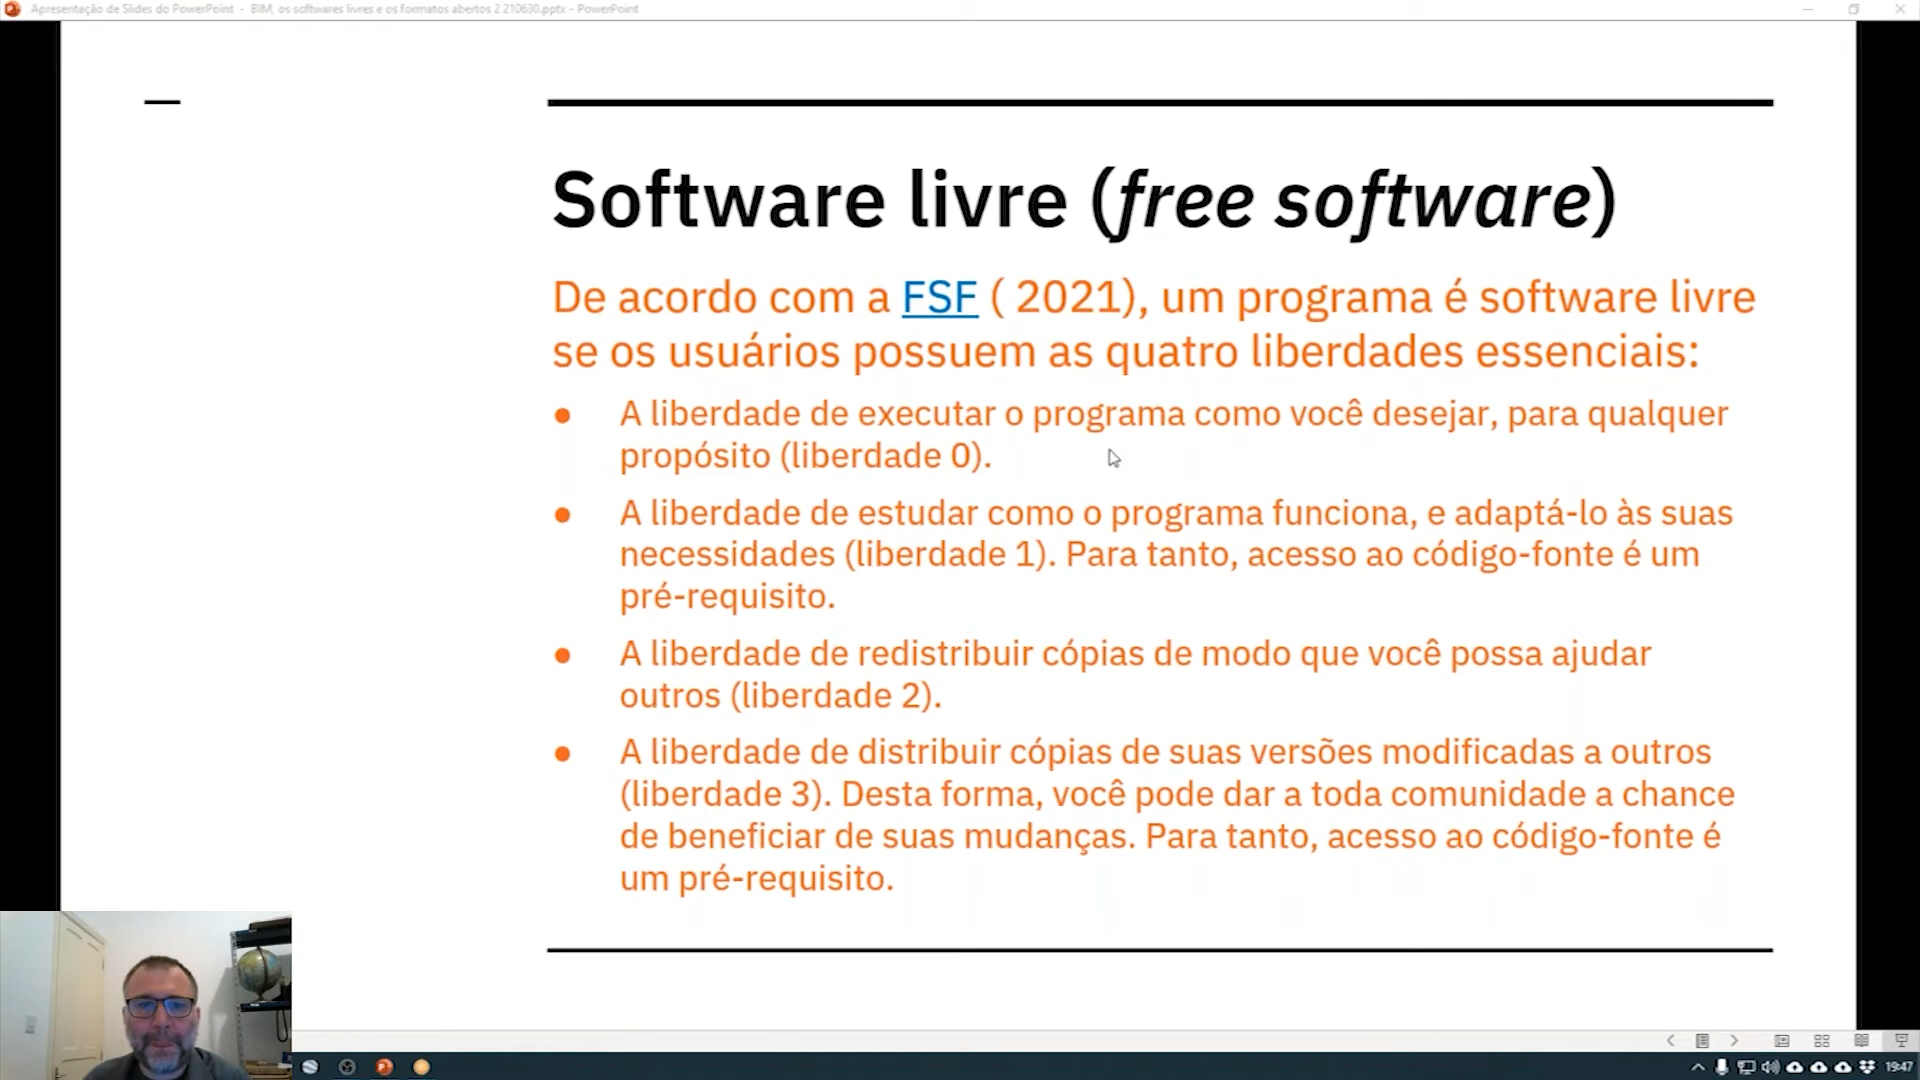 Apresentação de Slides do PowerPoint - BIM, os softwares livres e os formatos abertos 2 210630.pptx - PowerPoint
Software livre (free software)
De acordo com a FSF ( 2021), um programa é software livre
se os usuários possuem as quatro liberdades essenciais:
● A liberdade de executar o programa como você desejar, para qualquer
propósito (liberdade 0).
● A liberdade de estudar como o programa funciona, e adaptá-lo às suas
necessidades (liberdade 1). Para tanto, acesso ao código-fonte é um
pré-requisito.
● A liberdade de redistribuir cópias de modo que você possa ajudar
outros (liberdade 2).
● A liberdade de distribuir cópias de suas versões modificadas a outros
(liberdade 3). Desta forma, você pode dar a toda comunidade a chance
de beneficiar de suas mudanças. Para tanto, acesso ao código-fonte é
um pré-requisito.
19:47